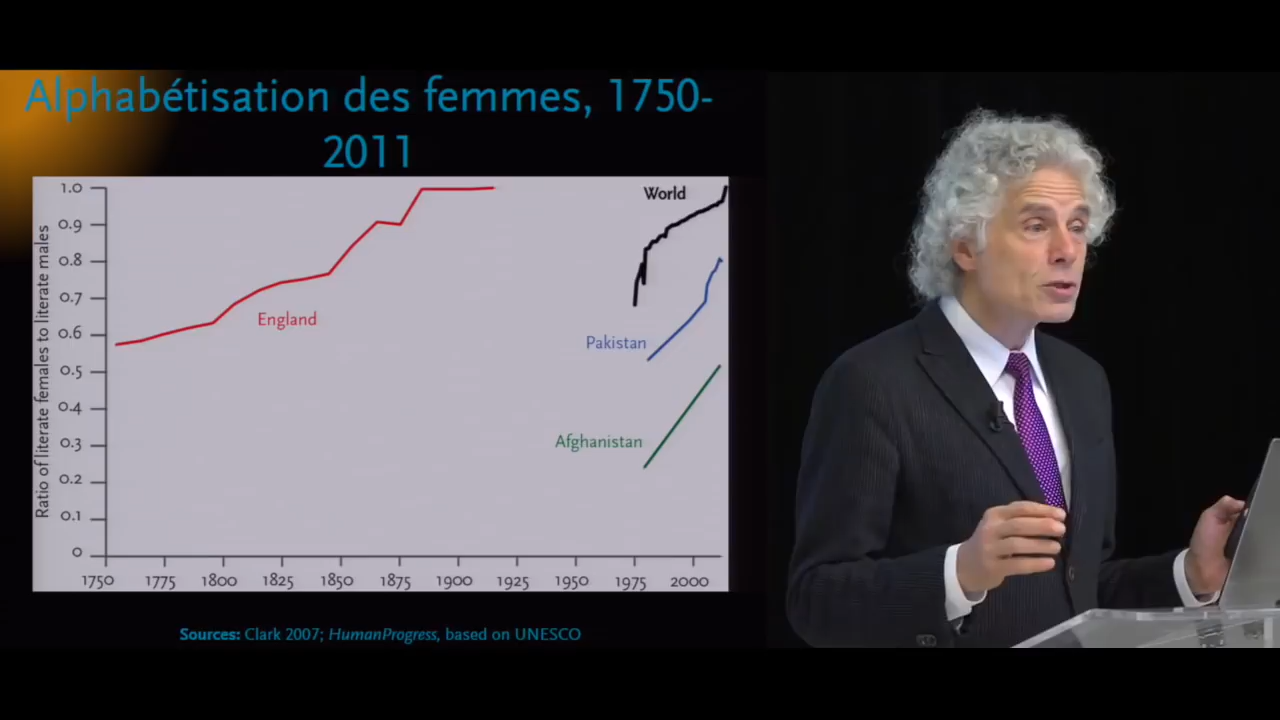 Alphabétisation des femmes, 1750-
2011
Ratio of literate females to literate males
1.0
0.9
0.8
0.7
0.6
0.5
0.4
0.3
0.2
0.1
0
World
England
Pakistan
Afghanistan
1750 1775 1800 1825 1850 1875 1900 1925 1950 1975 2000
Sources: Clark 2007; HumanProgress, based on UNESCO